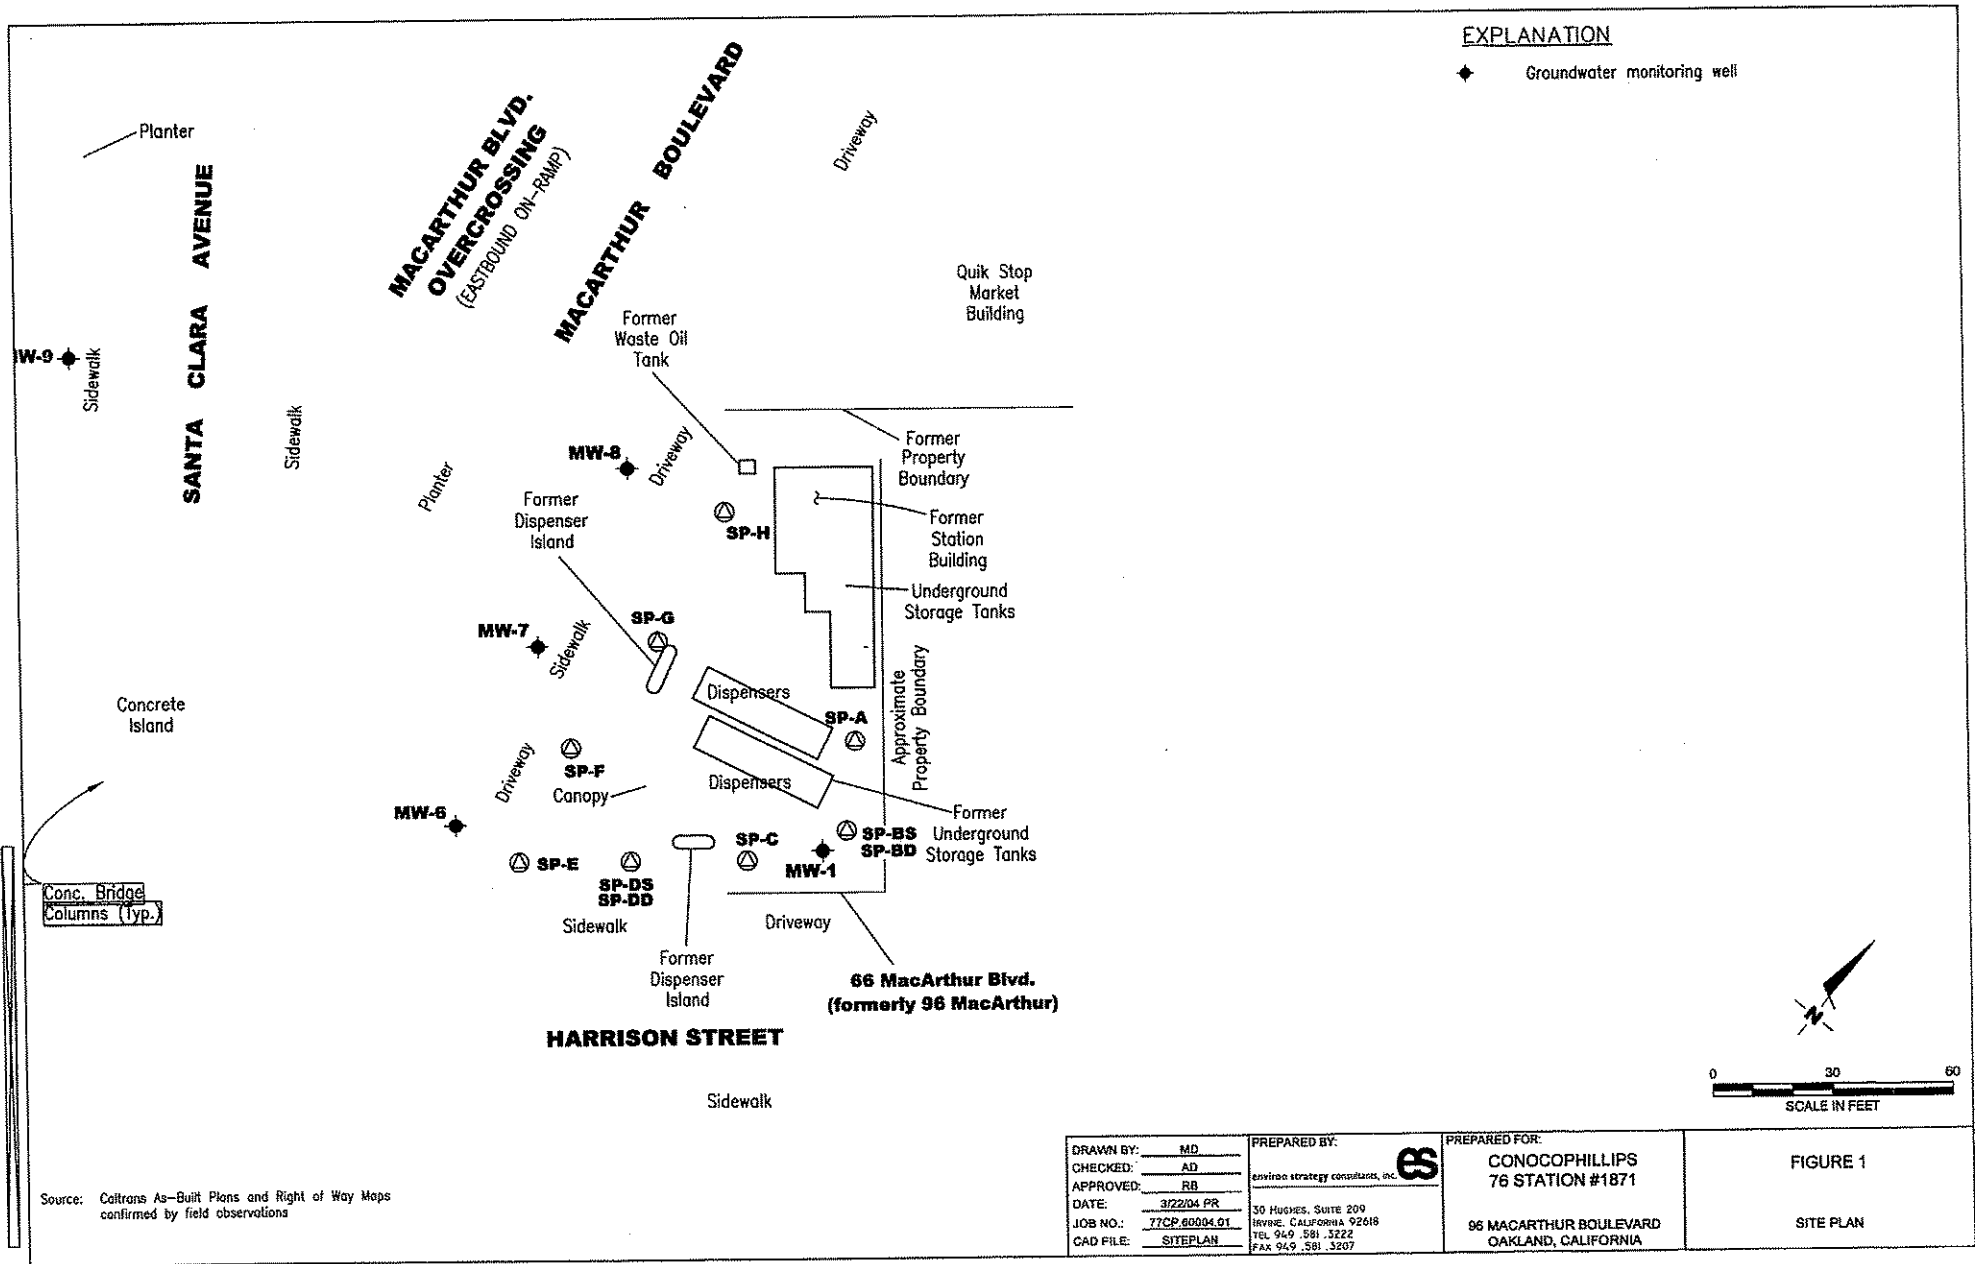 EXPLANATION
Groundwater monitoring well
Planter
SANTA CLARA AVENUE
MACARTHUR BLVD.
OVERCROSSING
(EASTBOUND ON-RAMP)
MACARTHUR BOULEVARD
Driveway
Quik Stop
Market
Building
Former
Waste Oil
Tank
W-9
Sidewalk
Sidewalk
Planter
MW-8
Driveway
Former
Property
Boundary
Former
Dispenser
Island
SP-H
Former
Station
Building
Underground
Storage Tanks
SP-G
MW-7
Sidewalk
Dispensers
SP-A
Approximate
Property Boundary
Concrete
Island
Driveway
SP-F
Canopy
Dispensers
MW-6
Former
Underground
Storage Tanks
SP-BS
SP-BD
SP-C
MW-1
SP-E
SP-DS
SP-DD
Conc. Bridge
Columns (Typ.)
Sidewalk
Driveway
Former
Dispenser
Island
66 MacArthur Blvd.
(formerly 96 MacArthur)
HARRISON STREET
Sidewalk
N
0 30 60
SCALE IN FEET
Source: Caltrans As-Built Plans and Right of Way Maps
confirmed by field observations
DRAWN BY: MD
CHECKED: AD
APPROVED: RB
DATE: 3/22/04 PR
JOB NO.: 77CP.60004.01
CAD FILE: SITEPLAN
PREPARED BY:
es
environ strategy consultants, inc.
30 HUGHES, SUITE 209
IRVINE, CALIFORNIA 92618
TEL 949 .581 .3222
FAX 949 .581 .3207
PREPARED FOR:
CONOCOPHILLIPS
76 STATION #1871
96 MACARTHUR BOULEVARD
OAKLAND, CALIFORNIA
FIGURE 1
SITE PLAN